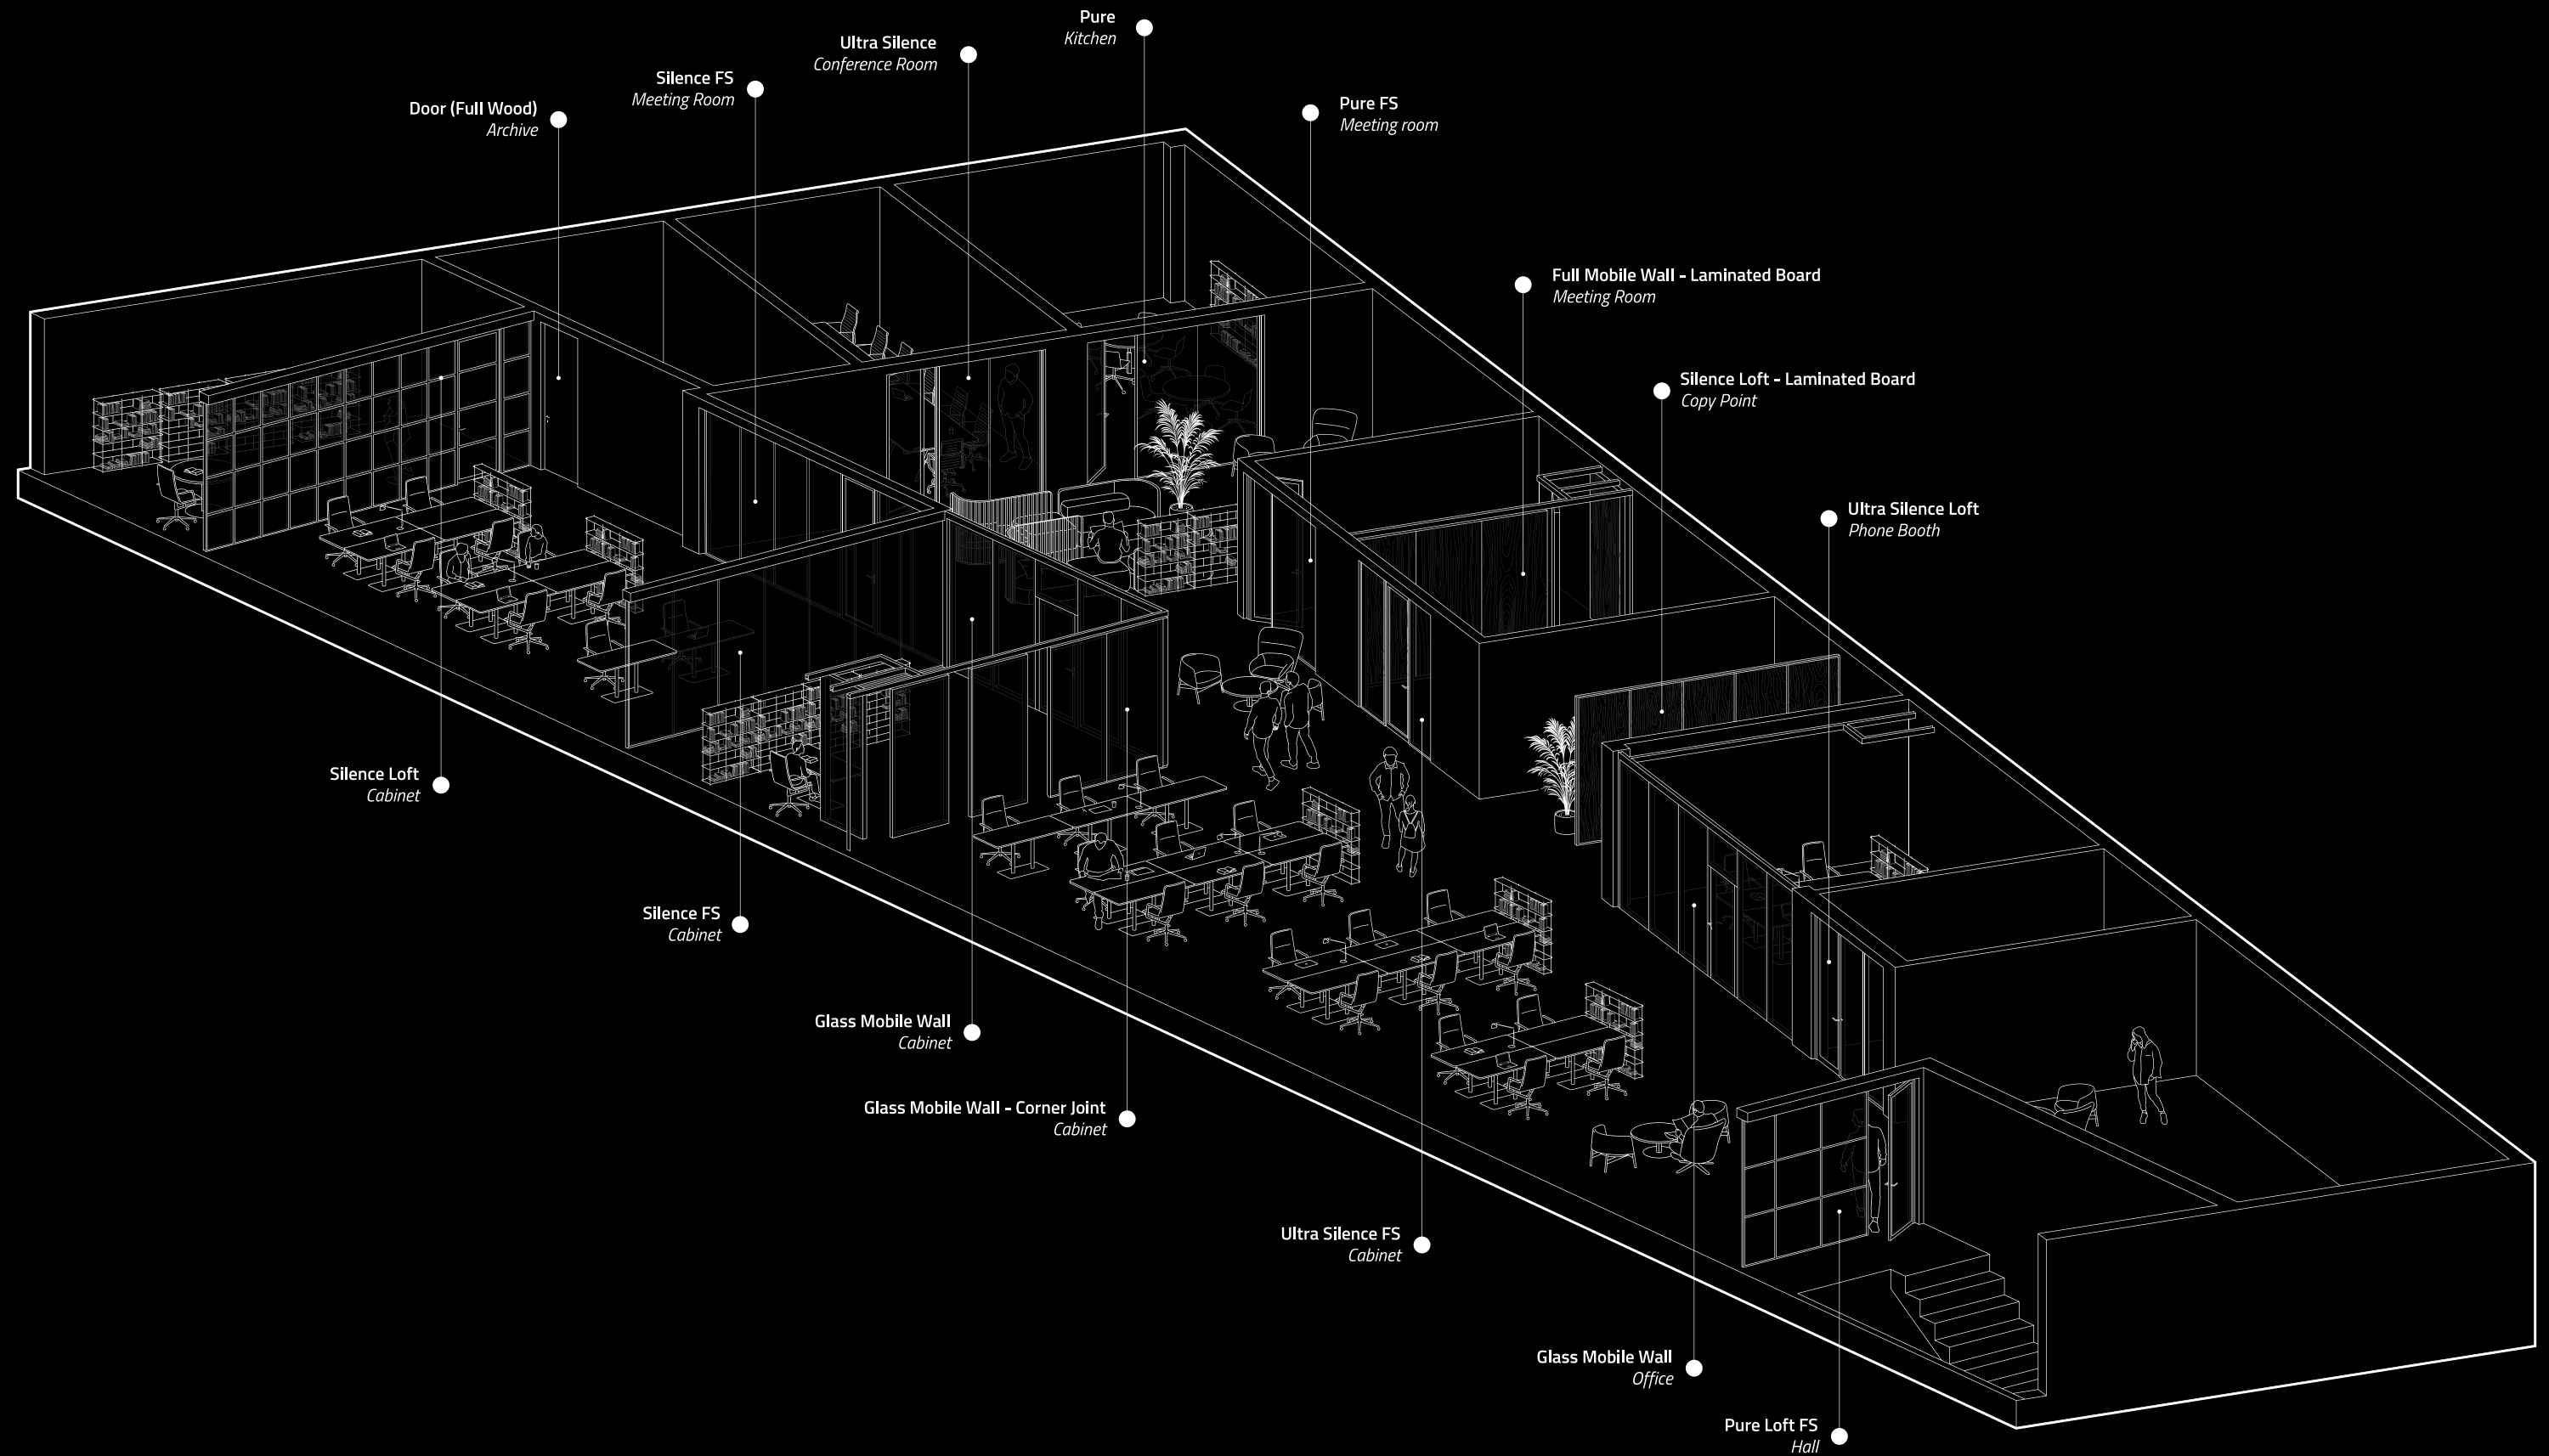 Pure
Kitchen
Ultra Silence
Conference Room
Silence FS
Meeting Room
Door (Full Wood)
Archive
Pure FS
Meeting room
Full Mobile Wall - Laminated Board
Meeting Room
Silence Loft - Laminated Board
Copy Point
Ultra Silence Loft
Phone Booth
Silence Loft
Cabinet
Silence FS
Cabinet
Glass Mobile Wall
Cabinet
Glass Mobile Wall - Corner Joint
Cabinet
Ultra Silence FS
Cabinet
Glass Mobile Wall
Office
Pure Loft FS
Hall